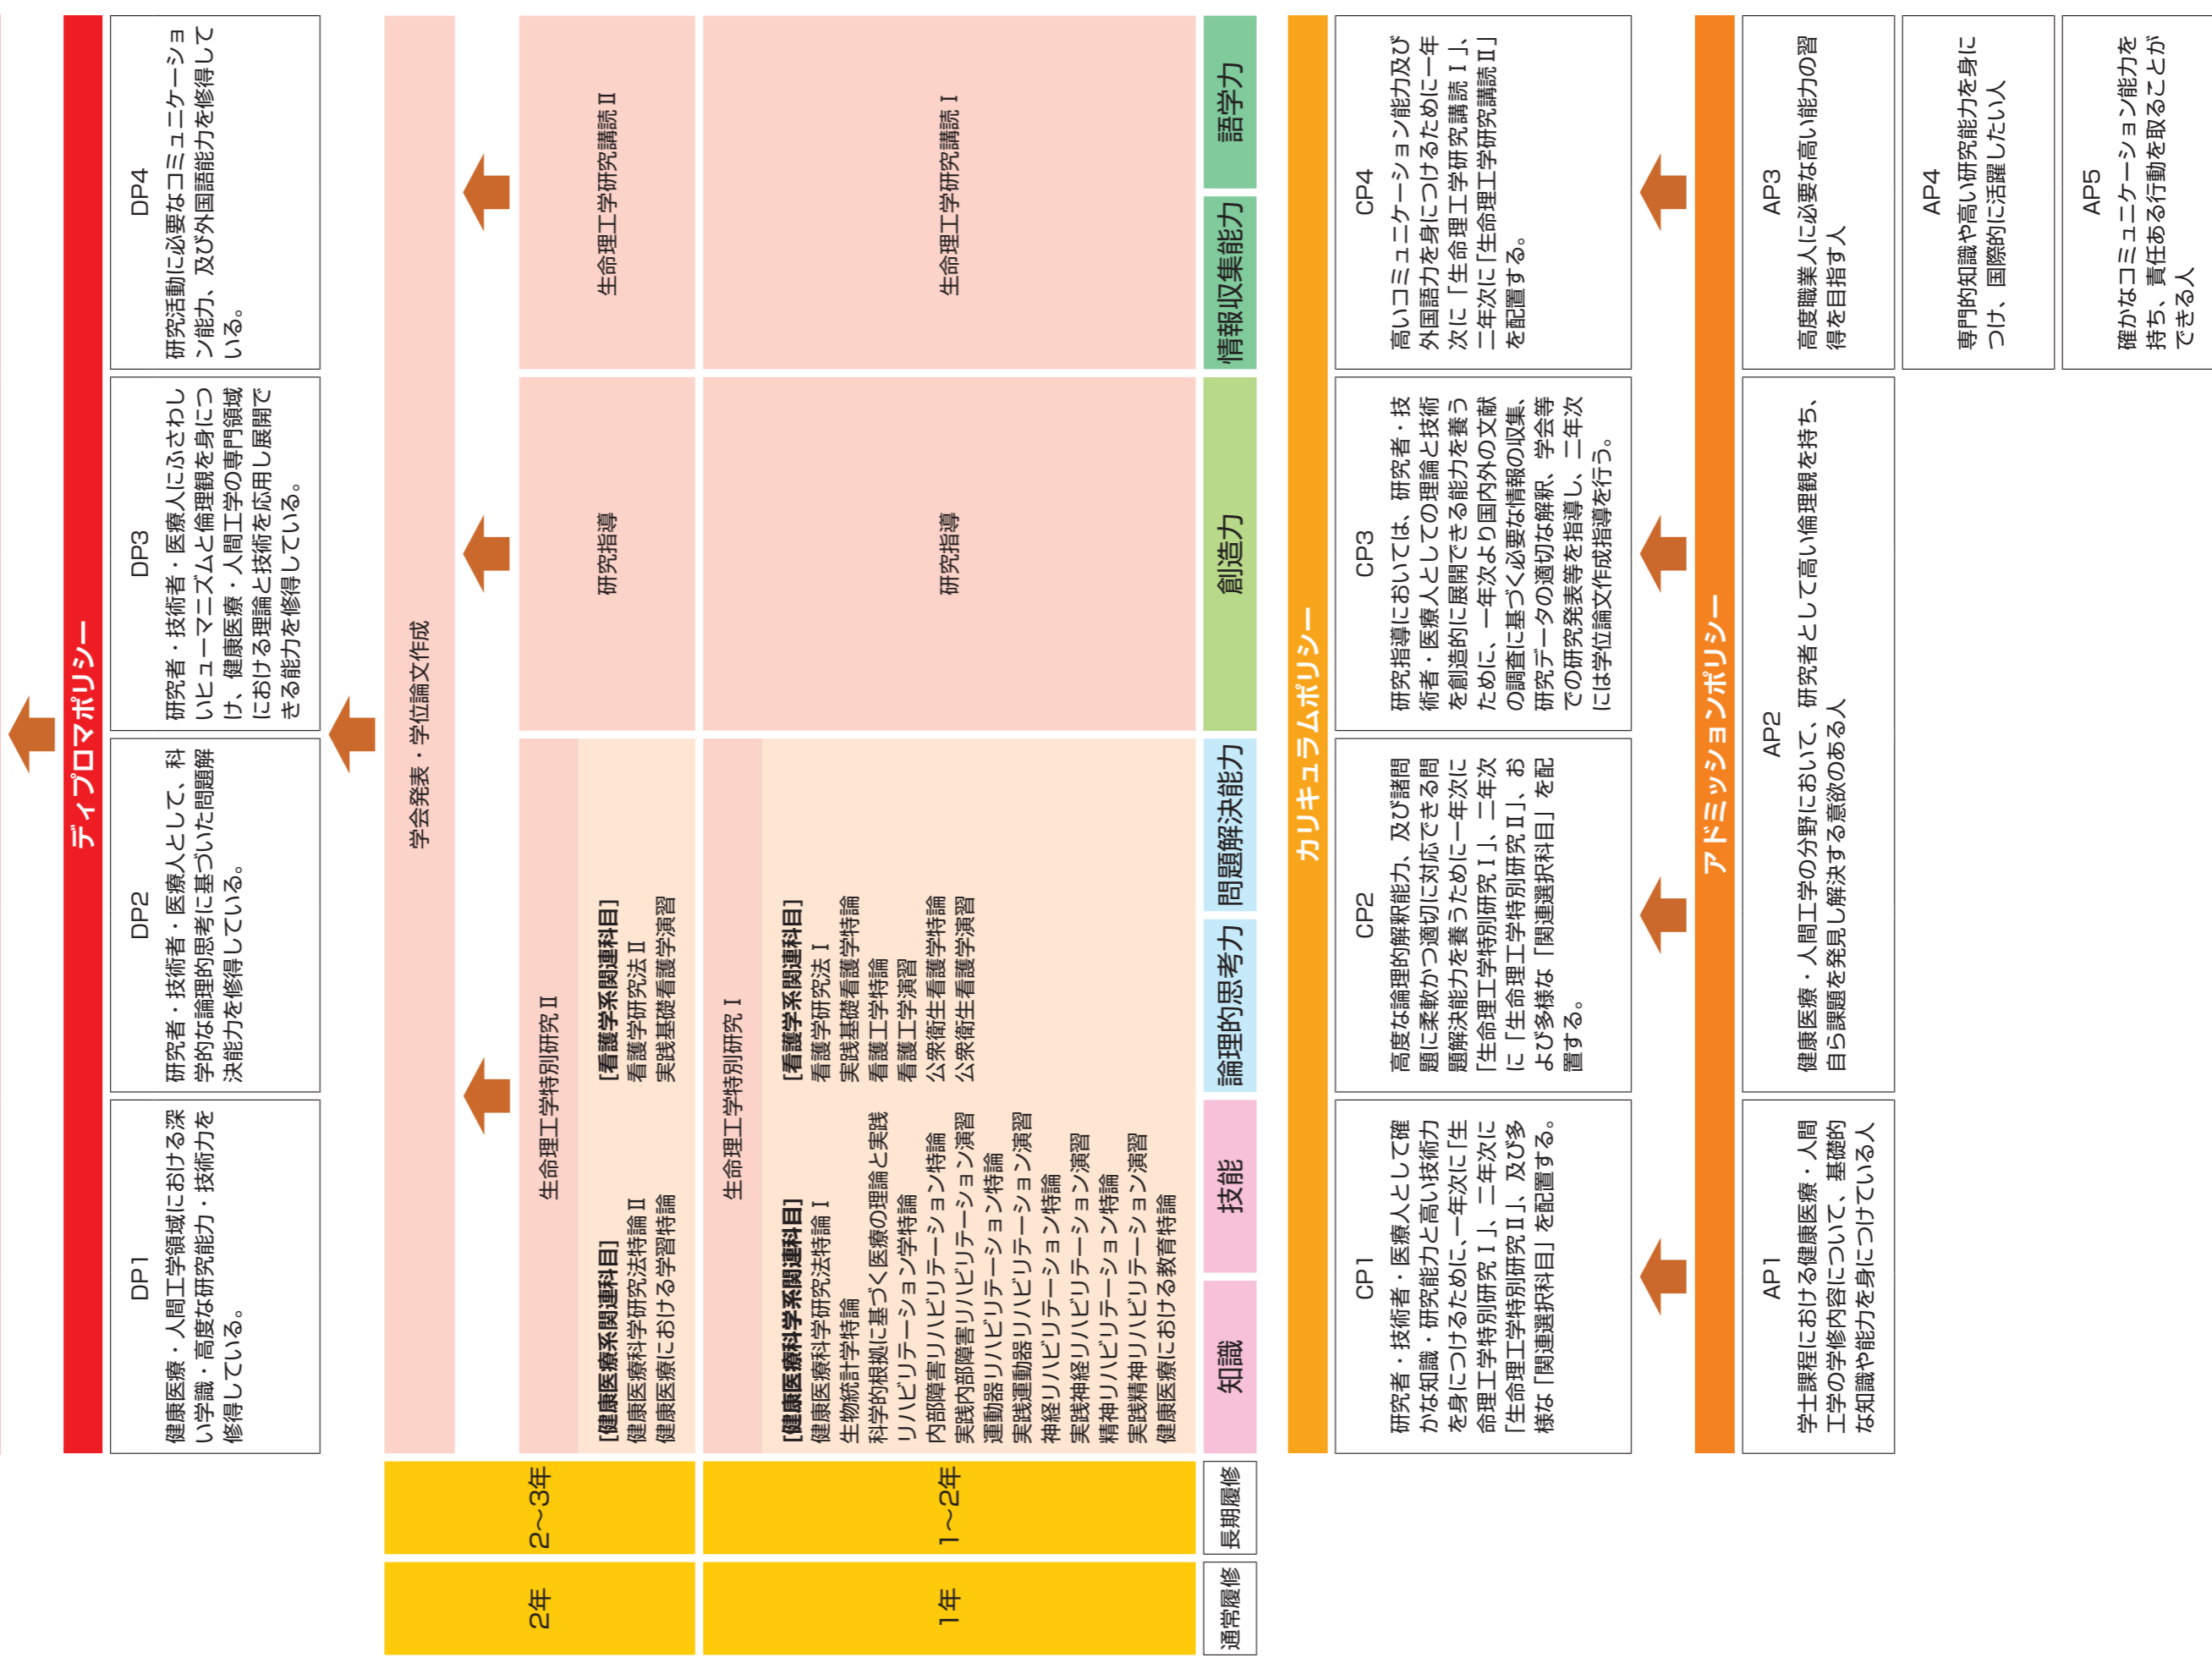 ディプロマポリシー
DP1
健康医療・人間工学領域における深
い学識・高度な研究能力・技術力を
修得している。
DP2
研究者・技術者・医療人として、科
学的な論理的思考に基づいた問題解
決能力を修得している。
DP3
研究者・技術者・医療人にふさわし
いヒューマニズムと倫理観を身につ
け、健康医療・人間工学の専門領域
における理論と技術を応用し展開で
きる能力を修得している。
DP4
研究活動に必要なコミュニケーショ
ン能力、及び外国語能力を修得して
いる。
学会発表・学位論文作成
2年
2〜3年
生命理工学特別研究Ⅱ
[健康医療系関連科目]
健康医療科学研究法特論Ⅱ
健康医療における学習特論
[看護学系関連科目]
看護学研究法Ⅱ
実践基礎看護学演習
研究指導
生命理工学研究講読Ⅱ
1年
1〜2年
生命理工学特別研究Ⅰ
[健康医療科学系関連科目]
健康医療科学研究法特論Ⅰ
生物統計学特論
科学的根拠に基づく医療の理論と実践
リハビリテーション学特論
内部障害リハビリテーション特論
実践内部障害リハビリテーション演習
運動器リハビリテーション特論
実践運動器リハビリテーション演習
神経リハビリテーション特論
実践神経リハビリテーション演習
精神リハビリテーション特論
実践精神リハビリテーション演習
健康医療における教育特論
[看護学系関連科目]
看護学研究法Ⅰ
実践基礎看護学特論
看護工学特論
看護工学演習
公衆衛生看護学特論
公衆衛生看護学演習
研究指導
生命理工学研究講読Ⅰ
通常履修
長期履修
知識
技能
論理的思考力
問題解決能力
創造力
情報収集能力
語学力
カリキュラムポリシー
CP1
研究者・技術者・医療人として確
かな知識・研究能力と高い技術力
を身につけるために、一年次に「生
命理工学特別研究Ⅰ」、二年次に
「生命理工学特別研究Ⅱ」、及び多
様な「関連選択科目」を配置する。
CP2
高度な論理的解釈能力、及び諸問
題に柔軟かつ適切に対応できる問
題解決能力を養うために一年次に
「生命理工学特別研究Ⅰ」、二年次
に「生命理工学特別研究Ⅱ」、お
よび多様な「関連選択科目」を配
置する。
CP3
研究指導においては、研究者・技
術者・医療人としての理論と技術
を創造的に展開できる能力を養う
ために、一年次より国内外の文献
の調査に基づく必要な情報の収集、
研究データの適切な解釈、学会等
での研究発表等を指導し、二年次
には学位論文作成指導を行う。
CP4
高いコミュニケーション能力及び
外国語力を身につけるために一年
次に「生命理工学研究講読Ⅰ」、
二年次に「生命理工学研究講読Ⅱ」
を配置する。
アドミッションポリシー
AP1
学士課程における健康医療・人間
工学の学修内容について、基礎的
な知識や能力を身につけている人
AP2
健康医療・人間工学の分野において、研究者として高い倫理観を持ち、
自ら課題を発見し解決する意欲のある人
AP3
高度職業人に必要な高い能力の習
得を目指す人
AP4
専門的知識や高い研究能力を身に
つけ、国際的に活躍したい人
AP5
確かなコミュニケーション能力を
持ち、責任ある行動を取ることが
できる人